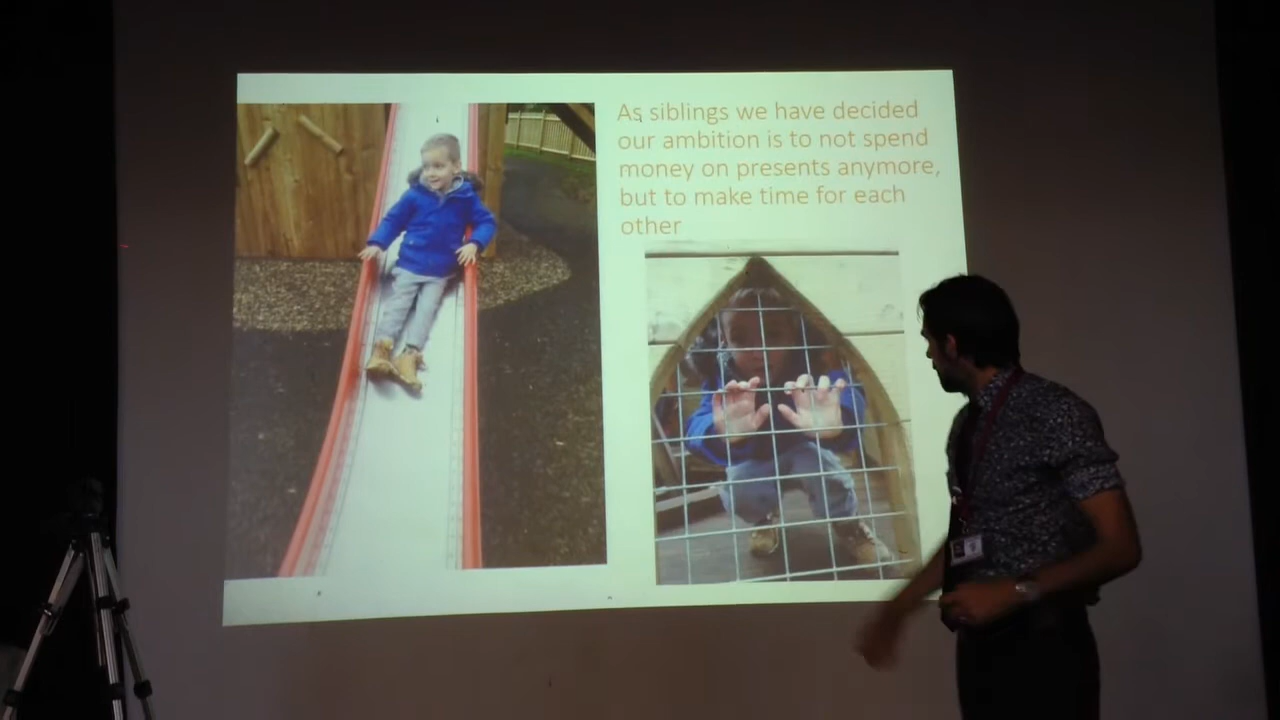 As siblings we have decided
our ambition is to not spend
money on presents anymore,
but to make time for each
other